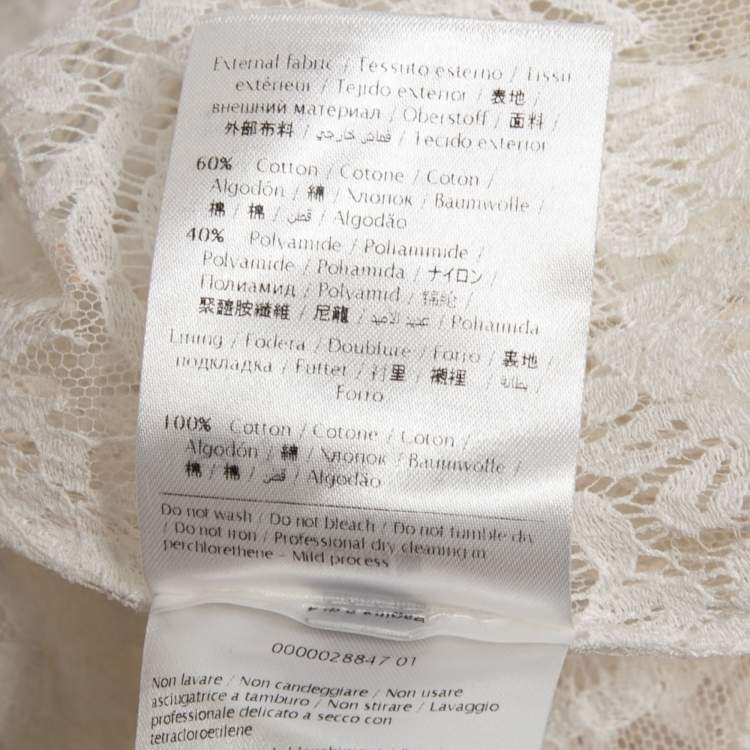 External fabric / Tessuto esterno / Tissu
extérieur / Tejido exterior / 表地 /
внешний материал / Oberstoff / 面料 /
外部布料 / قماش خارجي / Tecido exterior
60% Cotton / Cotone / Coton /
Algodón / 綿 / Хлопок / Baumwolle /
棉 / 棉 / قطن / Algodão
40% Polyamide / Poliammide /
Polyamide / Poliamida / ナイロン /
Полиамид / Polyamid / 锦纶 /
聚醯胺纖維 / 尼龍 / / Poliamida
Lining / Fodera / Doublure / Forro / 裏地 /
подкладка / Futter / 衬里 / 襯裡 / بطانة /
Forro
100% Cotton / Cotone / Coton /
Algodón / 綿 / Хлопок / Baumwolle /
棉 / 棉 / قطن / Algodão
Do not wash / Do not bleach / Do not tumble dry
/ Do not iron / Professional dry cleaning in
perchlorethene - Mild process
0000028847 01
Non lavare / Non candeggiare / Non usare
asciugatrice a tamburo / Non stirare / Lavaggio
professionale delicato a secco con
tetracloroetilene